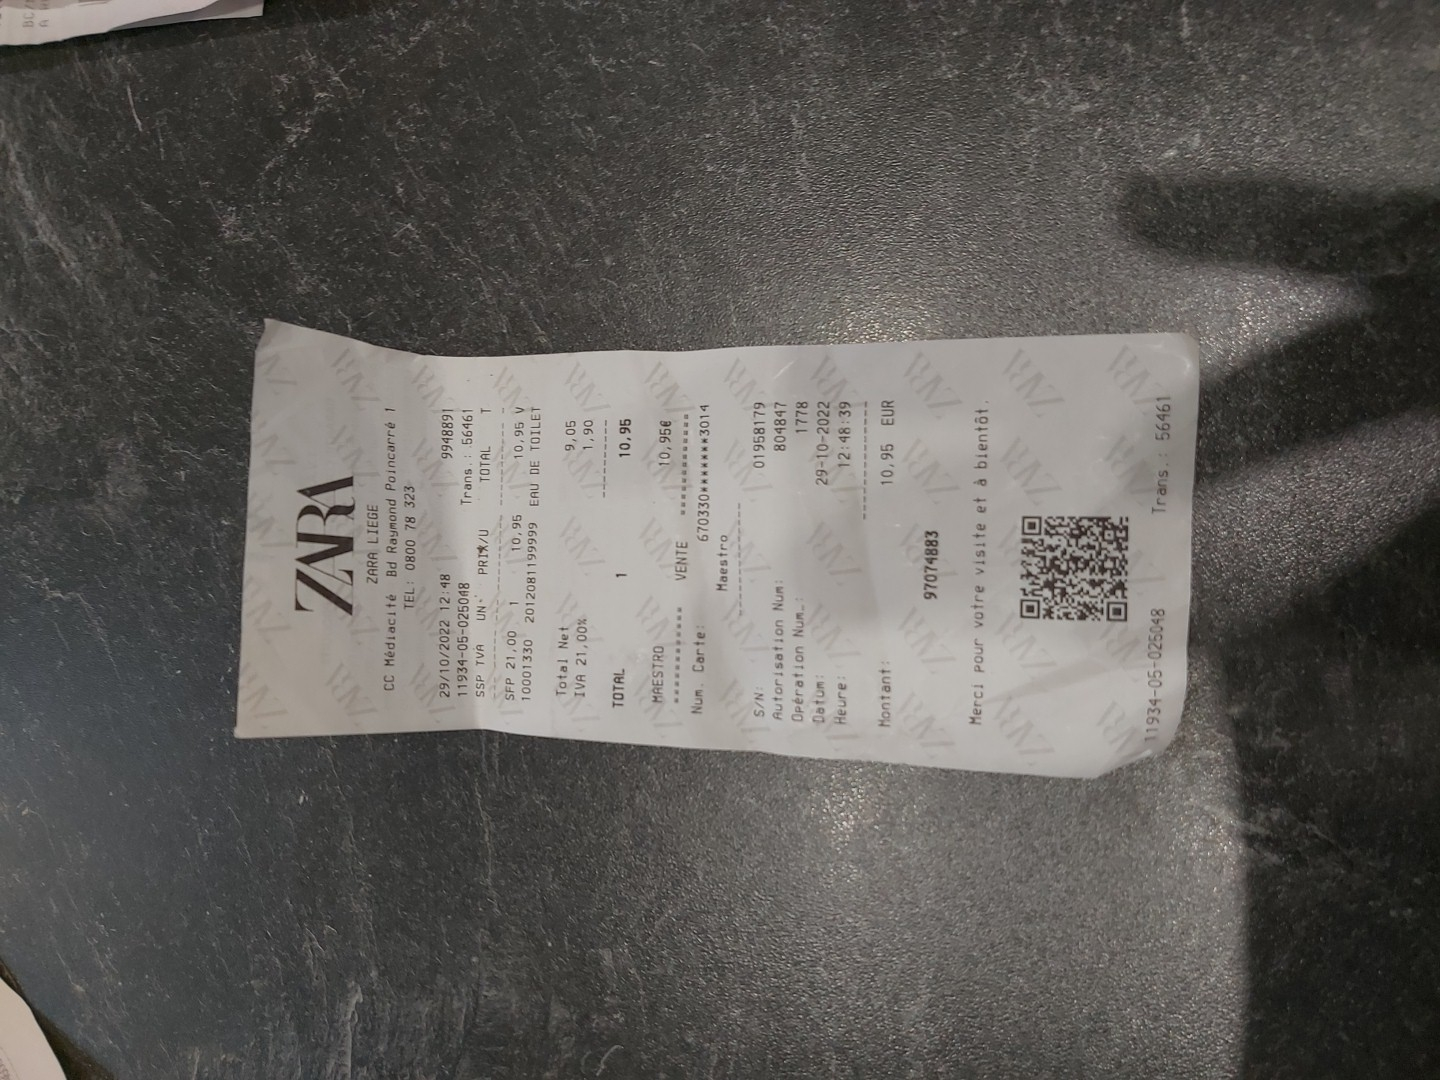 ZARA
ZARA LIEGE
CC Médiacité Bd Raymond Poincarré 1
TEL: 0800 78 323
29/10/2022 12:48 9948891
11934-05-025048 Trans.: 56461
SSP TVA UN. PRIX/U TOTAL T
SFP 21,00 1 10,95 10,95 V
10001330 2012081199999 EAU DE TOILET
Total Net 9,05
IVA 21,00% 1,90
TOTAL 1 10,95
MAESTRO 10,95€
*********** VENTE ***********
Num. Carte: 670330*******3014
Maestro
S/N: 01958179
Autorisation Num: 804847
Opération Num.: 1778
Datum: 29-10-2022
Heure: 12:48:39
Montant: 10,95 EUR
97074883
Merci pour votre visite et à bientôt.
11934-05-025048 Trans.: 56461